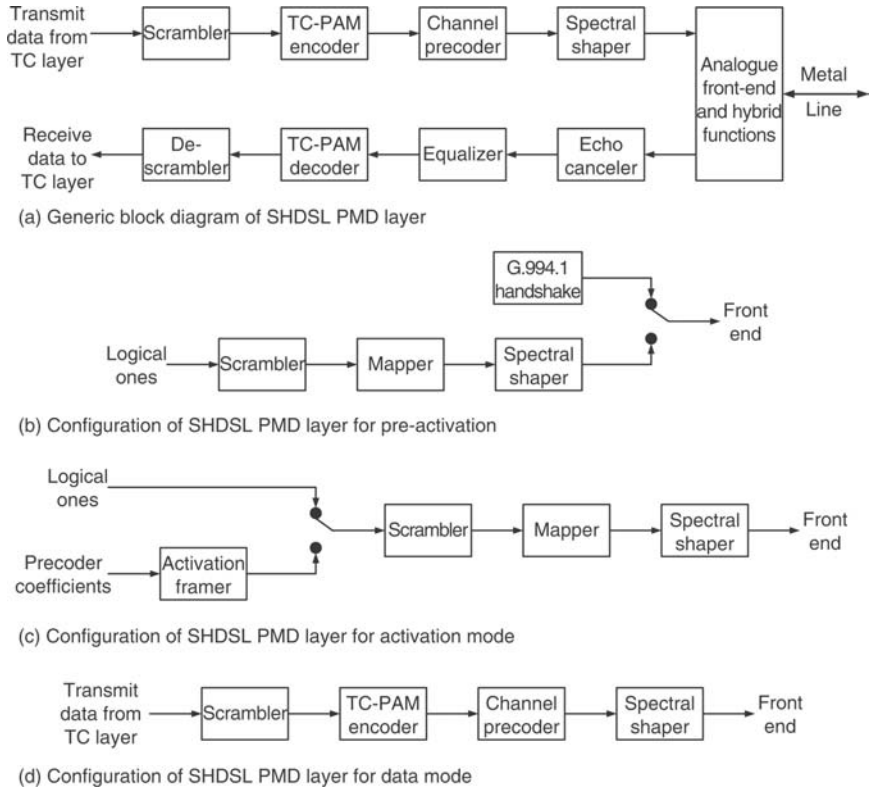 Transmit
data from
TC layer
Scrambler
TC-PAM
encoder
Channel
precoder
Spectral
shaper
Analogue
front-end
and hybrid
functions
Metal
Line
Receive
data to
TC layer
De-
scrambler
TC-PAM
decoder
Equalizer
Echo
canceler
(a) Generic block diagram of SHDSL PMD layer
G.994.1
handshake
Front
end
Logical
ones
Scrambler
Mapper
Spectral
shaper
(b) Configuration of SHDSL PMD layer for pre-activation
Logical
ones
Scrambler
Mapper
Spectral
shaper
Front
end
Precoder
coefficients
Activation
framer
(c) Configuration of SHDSL PMD layer for activation mode
Transmit
data from
TC layer
Scrambler
TC-PAM
encoder
Channel
precoder
Spectral
shaper
Front
end
(d) Configuration of SHDSL PMD layer for data mode